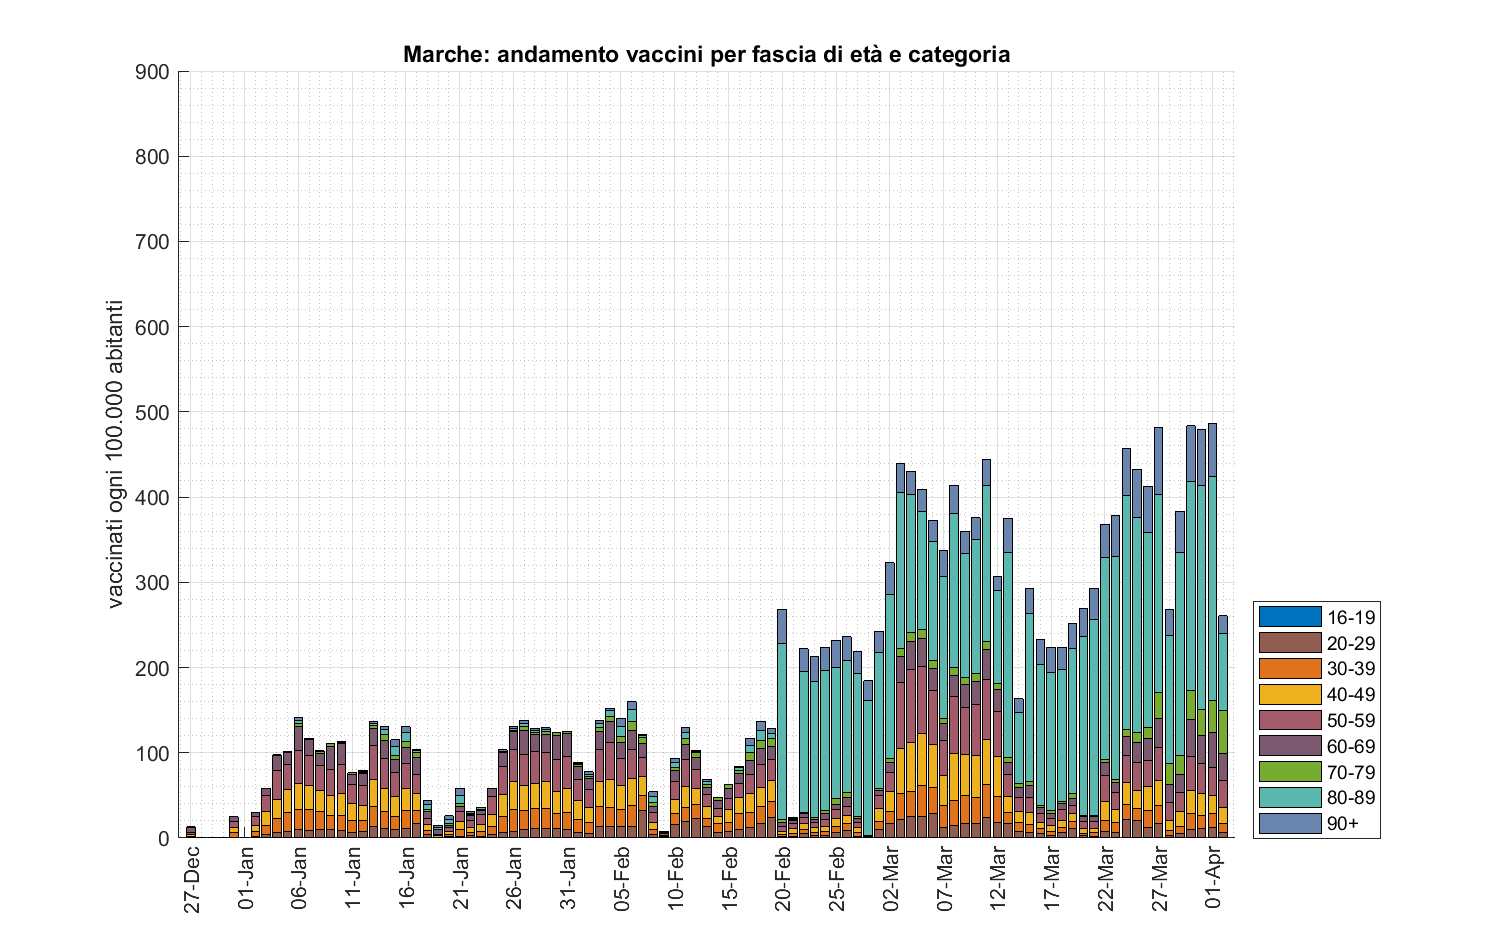 Marche: andamento vaccini per fascia di età e categoria
vaccinati ogni 100.000 abitanti
900
800
700
600
500
400
300
200
100
0
27-Dec
01-Jan
06-Jan
11-Jan
16-Jan
21-Jan
26-Jan
31-Jan
05-Feb
10-Feb
15-Feb
20-Feb
25-Feb
02-Mar
07-Mar
12-Mar
17-Mar
22-Mar
27-Mar
01-Apr
16-19
20-29
30-39
40-49
50-59
60-69
70-79
80-89
90+